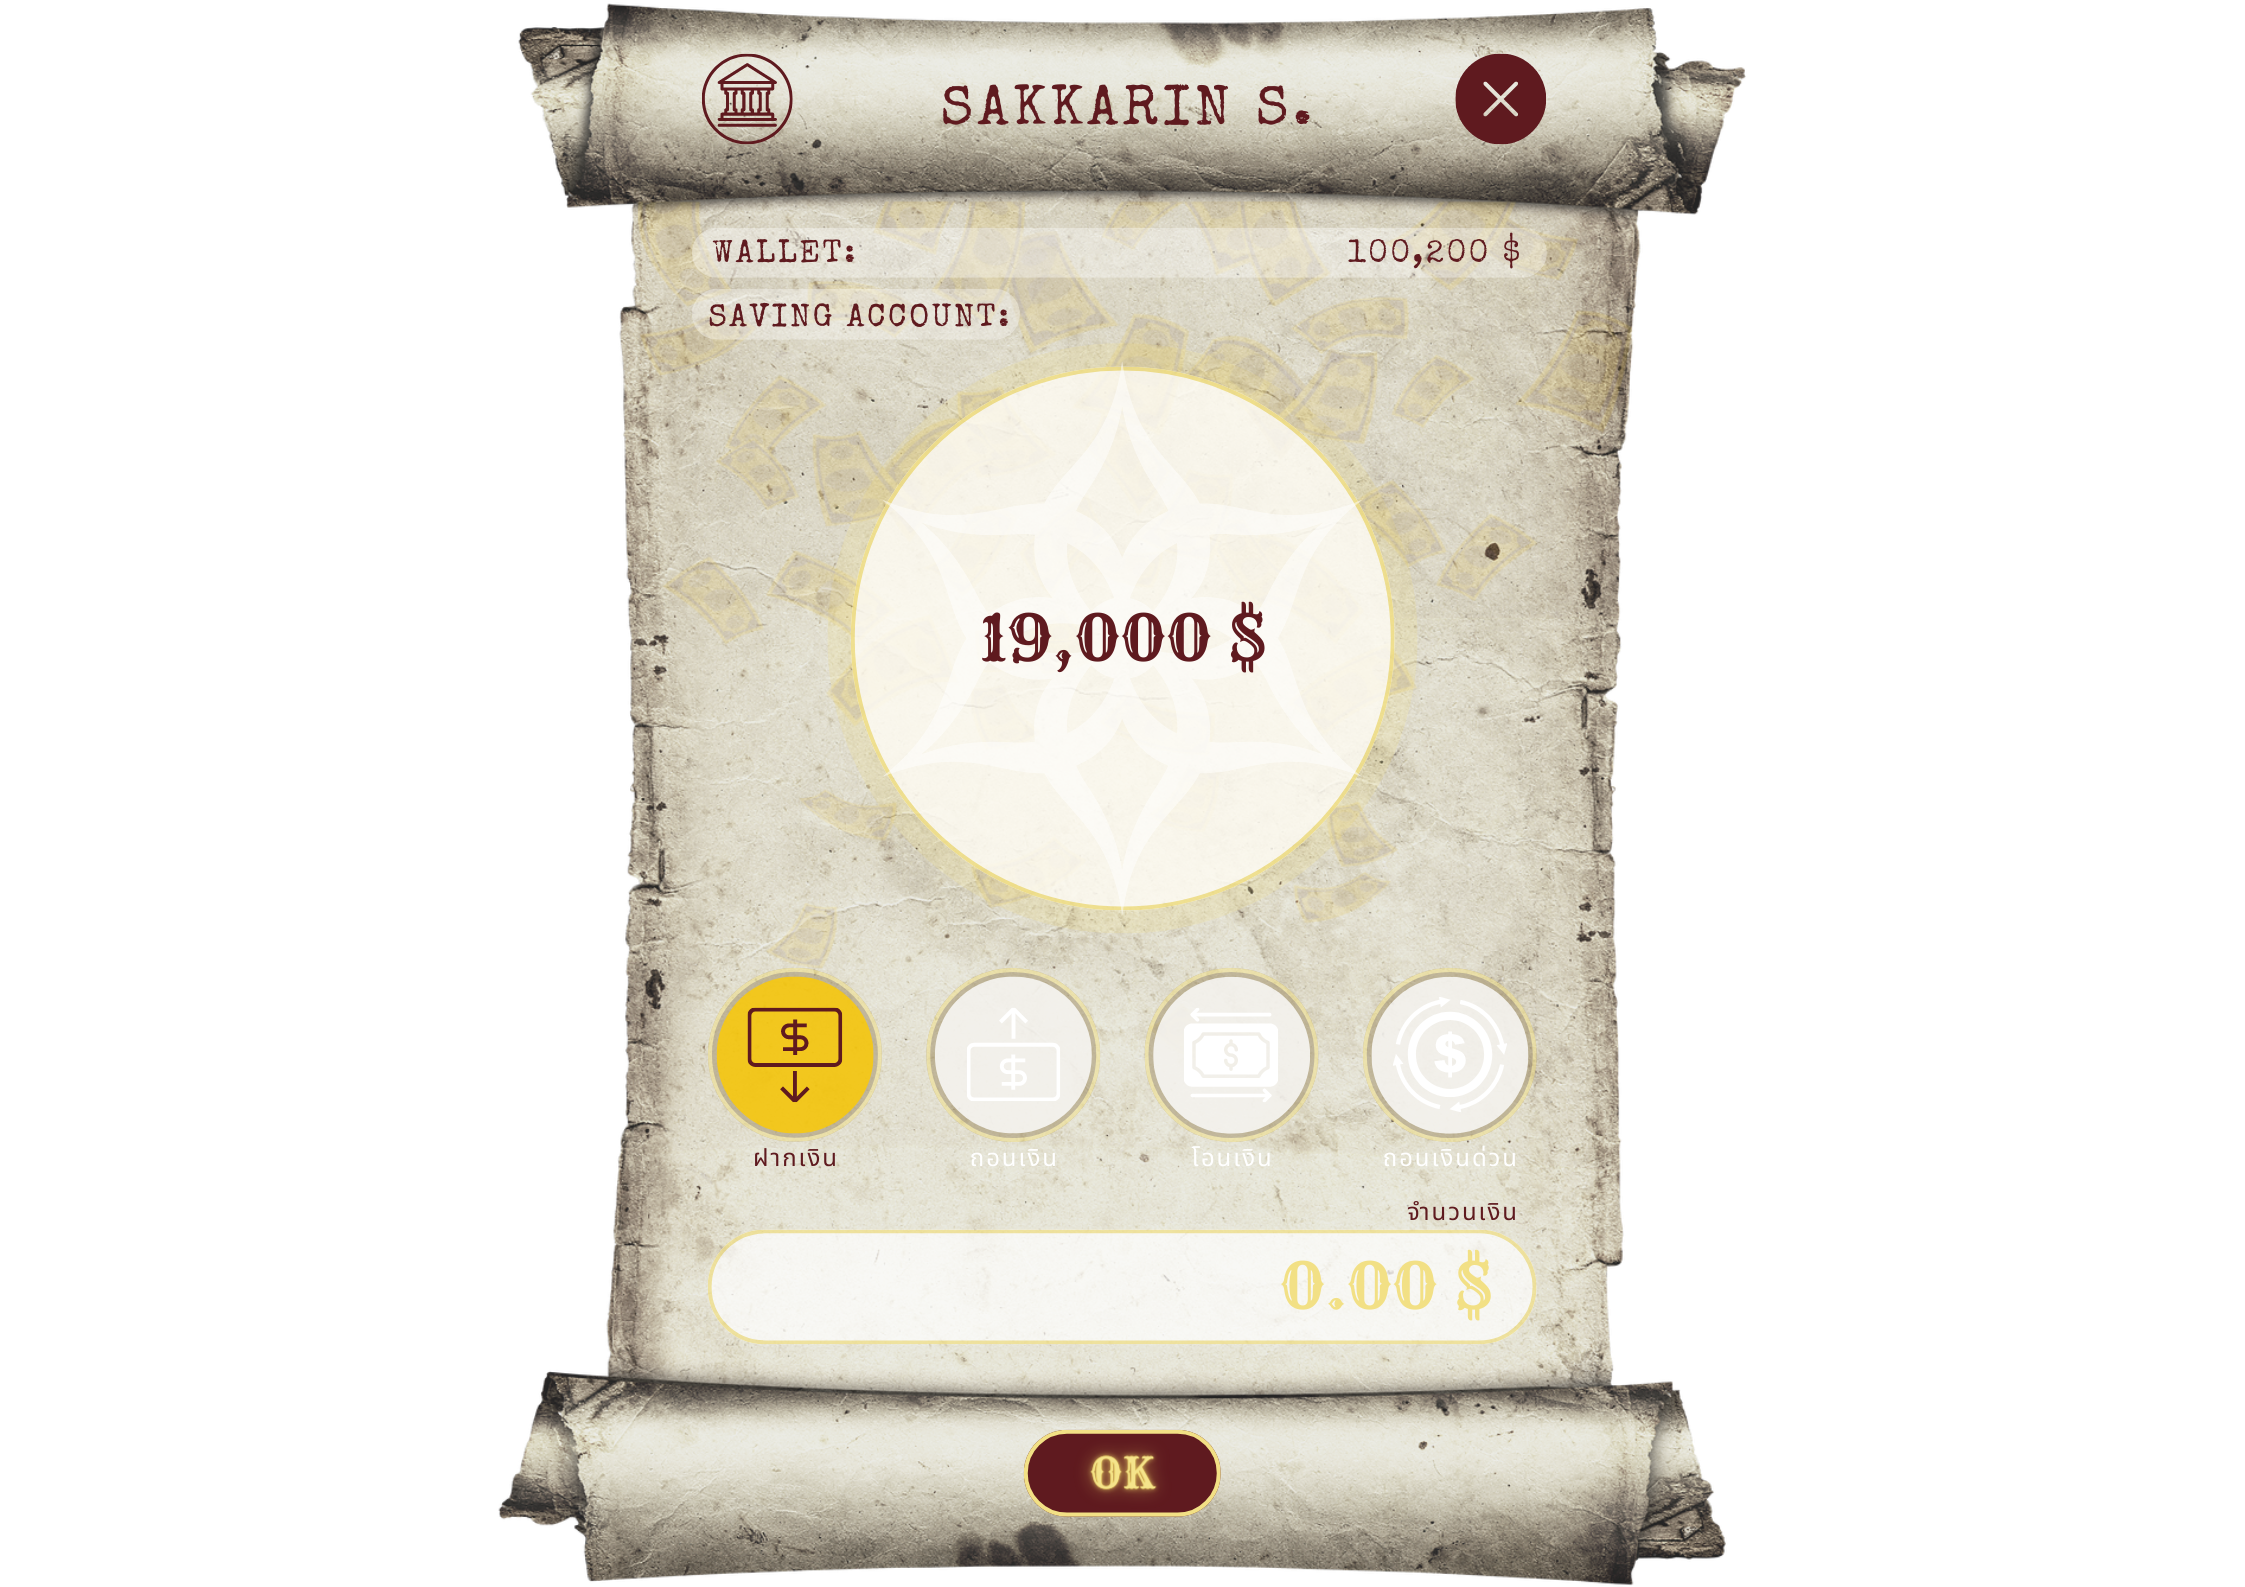 SAKKARIN S.
WALLET: 100,200 $
SAVING ACCOUNT:
19,000 $
ฝากเงิน ถอนเงิน โอนเงิน ถอนเงินด่วน
จำนวนเงิน
0.00 $
OK